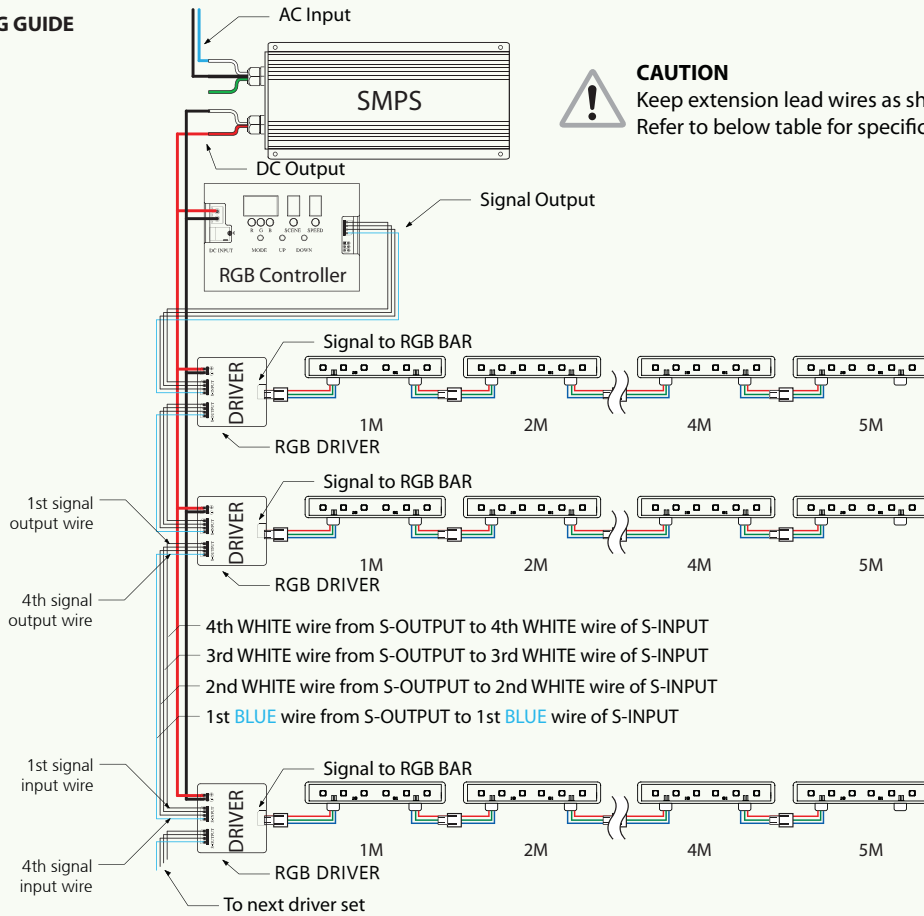 G GUIDE
AC Input
SMPS
CAUTION
Keep extension lead wires as sh
Refer to below table for specific
DC Output
Signal Output
R G B SCENE SPEED
DC INPUT MODE UP DOWN
RGB Controller
Signal to RGB BAR
DRIVER
1M 2M 4M 5M
RGB DRIVER
Signal to RGB BAR
1st signal
output wire
DRIVER
1M 2M 4M 5M
RGB DRIVER
4th signal
output wire
4th WHITE wire from S-OUTPUT to 4th WHITE wire of S-INPUT
3rd WHITE wire from S-OUTPUT to 3rd WHITE wire of S-INPUT
2nd WHITE wire from S-OUTPUT to 2nd WHITE wire of S-INPUT
1st BLUE wire from S-OUTPUT to 1st BLUE wire of S-INPUT
1st signal
input wire
Signal to RGB BAR
DRIVER
1M 2M 4M 5M
4th signal
input wire
RGB DRIVER
To next driver set